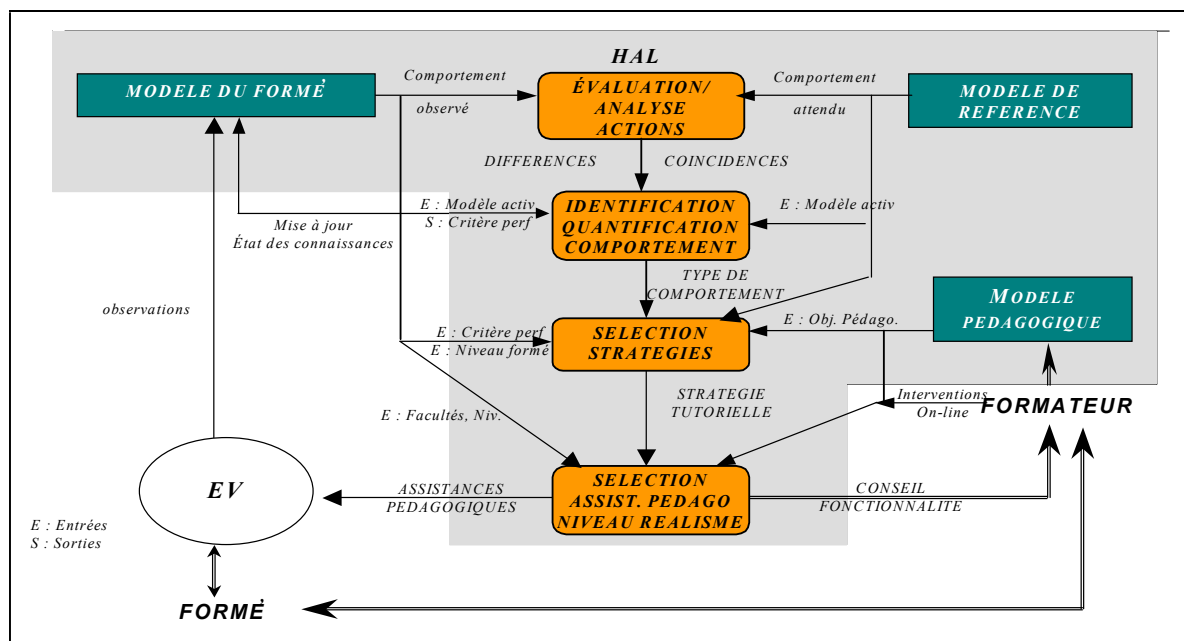 HAL
MODELE DU FORMÉ
Comportement
observé
ÉVALUATION/
ANALYSE
ACTIONS
Comportement
attendu
MODELE DE
REFERENCE
DIFFERENCES
COINCIDENCES
E : Modèle activ
S : Critère perf
IDENTIFICATION
QUANTIFICATION
COMPORTEMENT
E : Modèle activ
Mise à jour
État des connaissances
TYPE DE
COMPORTEMENT
observations
E : Critère perf
E : Niveau formé
SELECTION
STRATEGIES
E : Obj. Pédago.
MODELE
PEDAGOGIQUE
STRATEGIE
TUTORIELLE
Interventions
On-line
FORMATEUR
E : Facultés, Niv.
EV
ASSISTANCES
PEDAGOGIQUES
SELECTION
ASSIST. PEDAGO
NIVEAU REALISME
CONSEIL
FONCTIONNALITE
E : Entrées
S : Sorties
FORMÉ